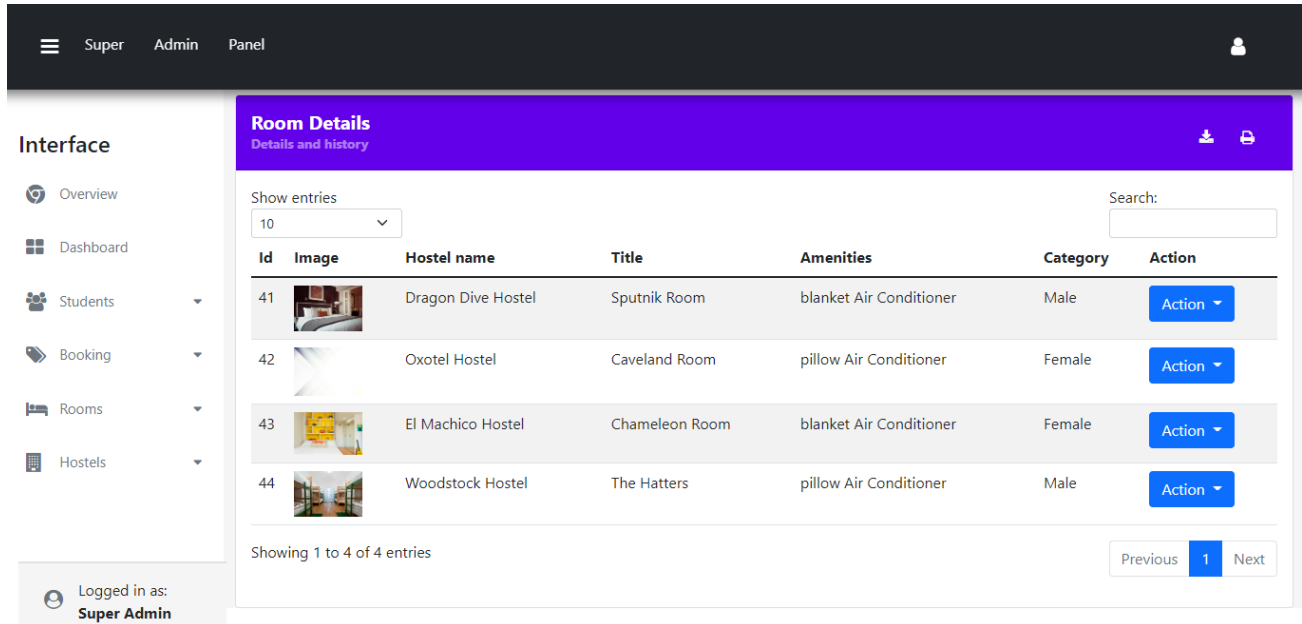 Super Admin Panel
Interface
Overview
Dashboard
Students
Booking
Rooms
Hostels
Logged in as:
Super Admin
Room Details
Details and history
Show entries
10
Search:
Id Image Hostel name Title Amenities Category Action
41 Dragon Dive Hostel Sputnik Room blanket Air Conditioner Male Action
42 Oxotel Hostel Caveland Room pillow Air Conditioner Female Action
43 El Machico Hostel Chameleon Room blanket Air Conditioner Female Action
44 Woodstock Hostel The Hatters pillow Air Conditioner Male Action
Showing 1 to 4 of 4 entries
Previous 1 Next